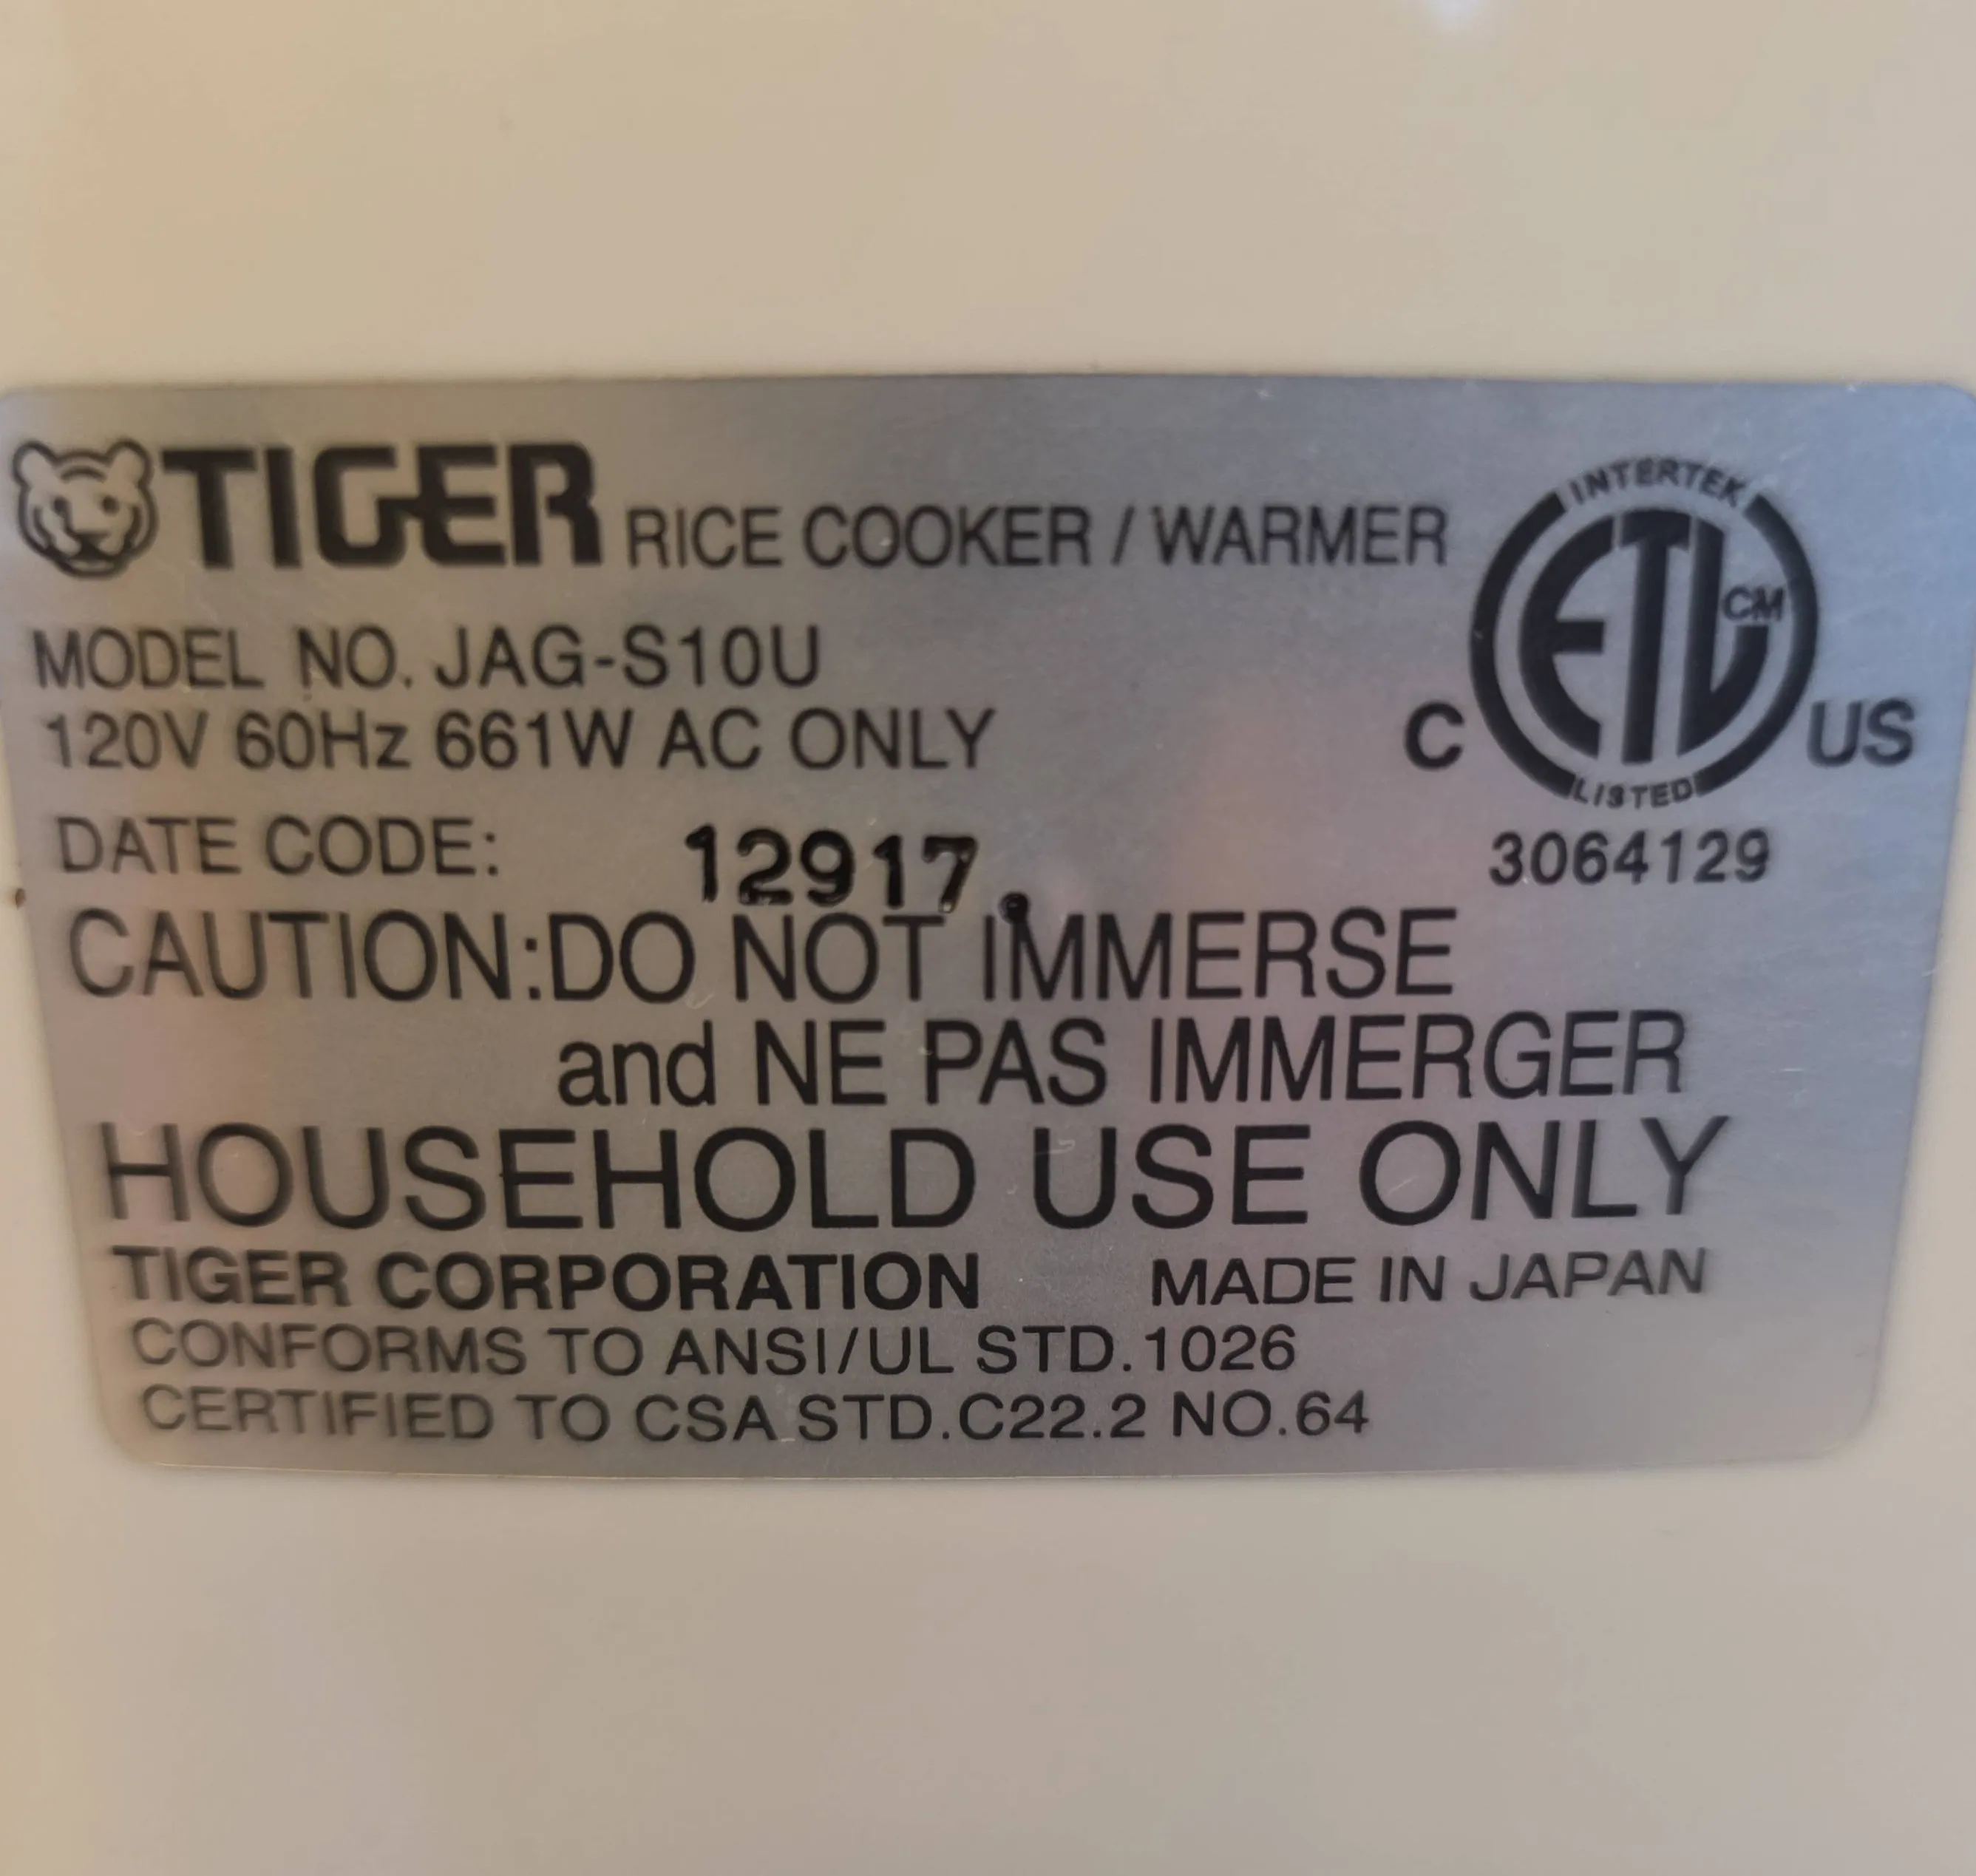 TIGER RICE COOKER / WARMER
MODEL NO. JAG-S10U
120V 60Hz 661W AC ONLY
INTERTEK
ETL CM
C US
LISTED
3064129
DATE CODE: 12917.
CAUTION:DO NOT IMMERSE
and NE PAS IMMERGER
HOUSEHOLD USE ONLY
TIGER CORPORATION MADE IN JAPAN
CONFORMS TO ANSI/UL STD.1026
CERTIFIED TO CSA STD.C22.2 NO.64